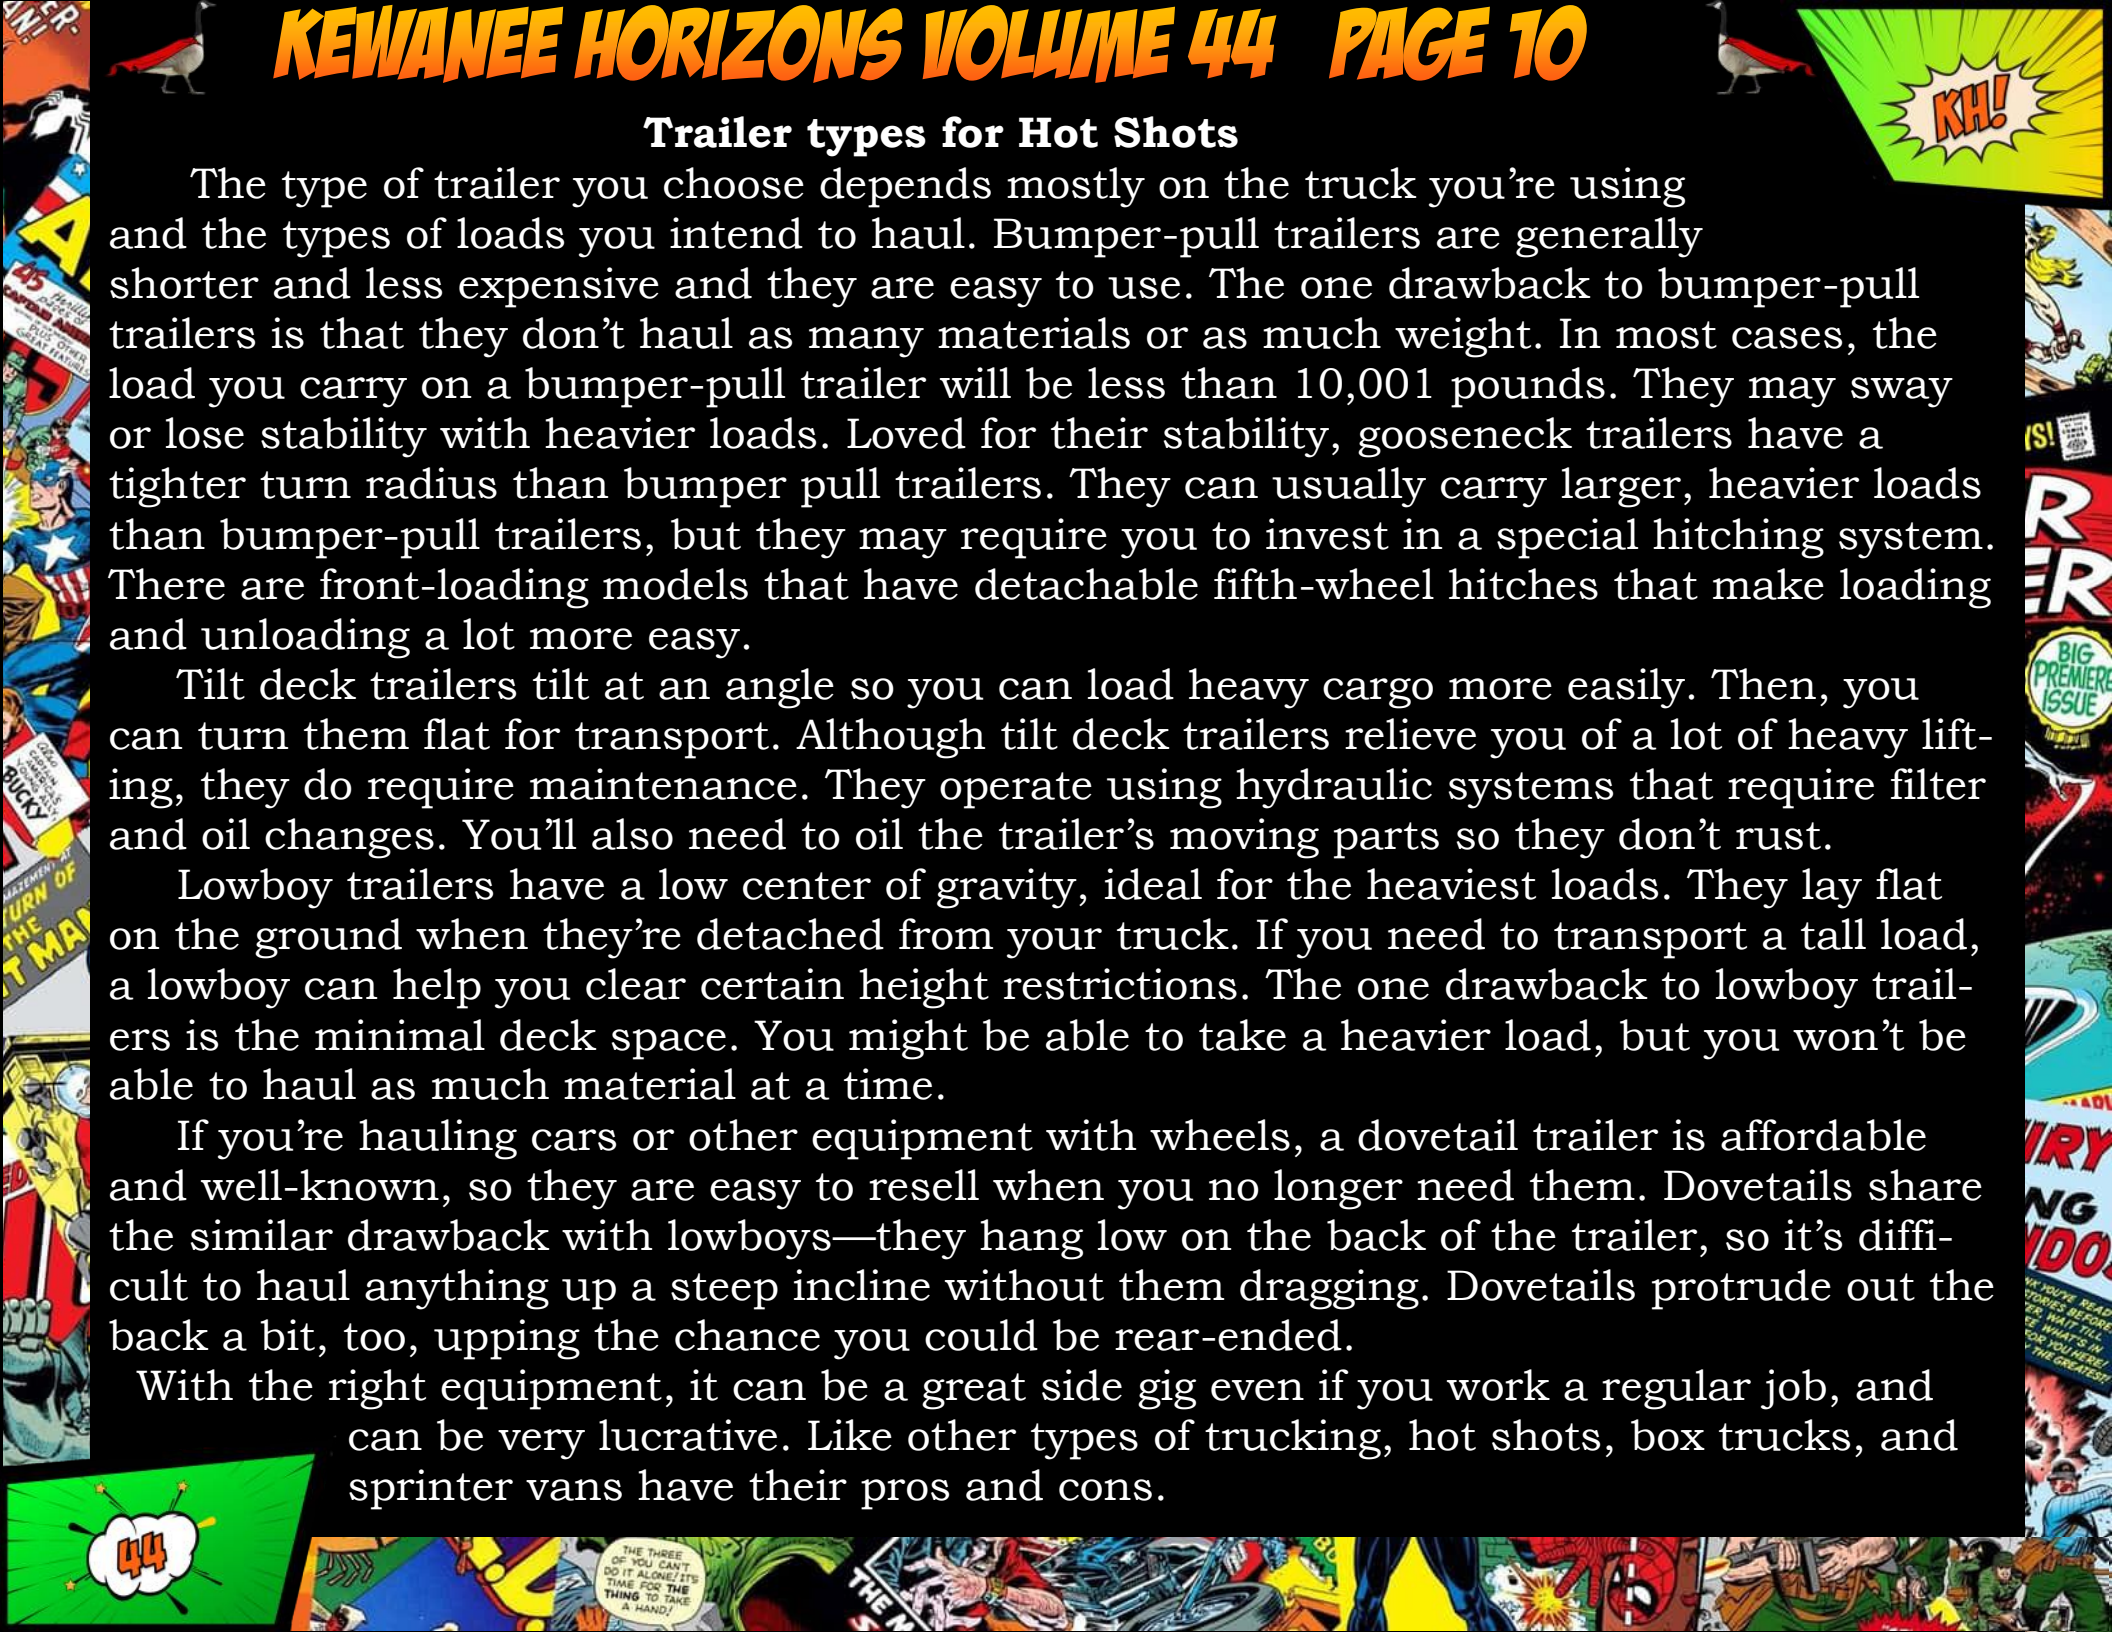 KEWANEE HORIZONS VOLUME 44 PAGE 10
KH!
Trailer types for Hot Shots
The type of trailer you choose depends mostly on the truck you’re using
and the types of loads you intend to haul. Bumper-pull trailers are generally
shorter and less expensive and they are easy to use. The one drawback to bumper-pull
trailers is that they don’t haul as many materials or as much weight. In most cases, the
load you carry on a bumper-pull trailer will be less than 10,001 pounds. They may sway
or lose stability with heavier loads. Loved for their stability, gooseneck trailers have a
tighter turn radius than bumper pull trailers. They can usually carry larger, heavier loads
than bumper-pull trailers, but they may require you to invest in a special hitching system.
There are front-loading models that have detachable fifth-wheel hitches that make loading
and unloading a lot more easy.
Tilt deck trailers tilt at an angle so you can load heavy cargo more easily. Then, you
can turn them flat for transport. Although tilt deck trailers relieve you of a lot of heavy lift-
ing, they do require maintenance. They operate using hydraulic systems that require filter
and oil changes. You’ll also need to oil the trailer’s moving parts so they don’t rust.
Lowboy trailers have a low center of gravity, ideal for the heaviest loads. They lay flat
on the ground when they’re detached from your truck. If you need to transport a tall load,
a lowboy can help you clear certain height restrictions. The one drawback to lowboy trail-
ers is the minimal deck space. You might be able to take a heavier load, but you won’t be
able to haul as much material at a time.
If you’re hauling cars or other equipment with wheels, a dovetail trailer is affordable
and well-known, so they are easy to resell when you no longer need them. Dovetails share
the similar drawback with lowboys—they hang low on the back of the trailer, so it’s diffi-
cult to haul anything up a steep incline without them dragging. Dovetails protrude out the
back a bit, too, upping the chance you could be rear-ended.
With the right equipment, it can be a great side gig even if you work a regular job, and
can be very lucrative. Like other types of trucking, hot shots, box trucks, and
sprinter vans have their pros and cons.
44
BIG
PREMIERE
ISSUE
BUCKY
THE THREE
OF YOU CAN'T
DO IT ALONE! IT'S
TIME FOR THE
THING TO TAKE
A HAND!